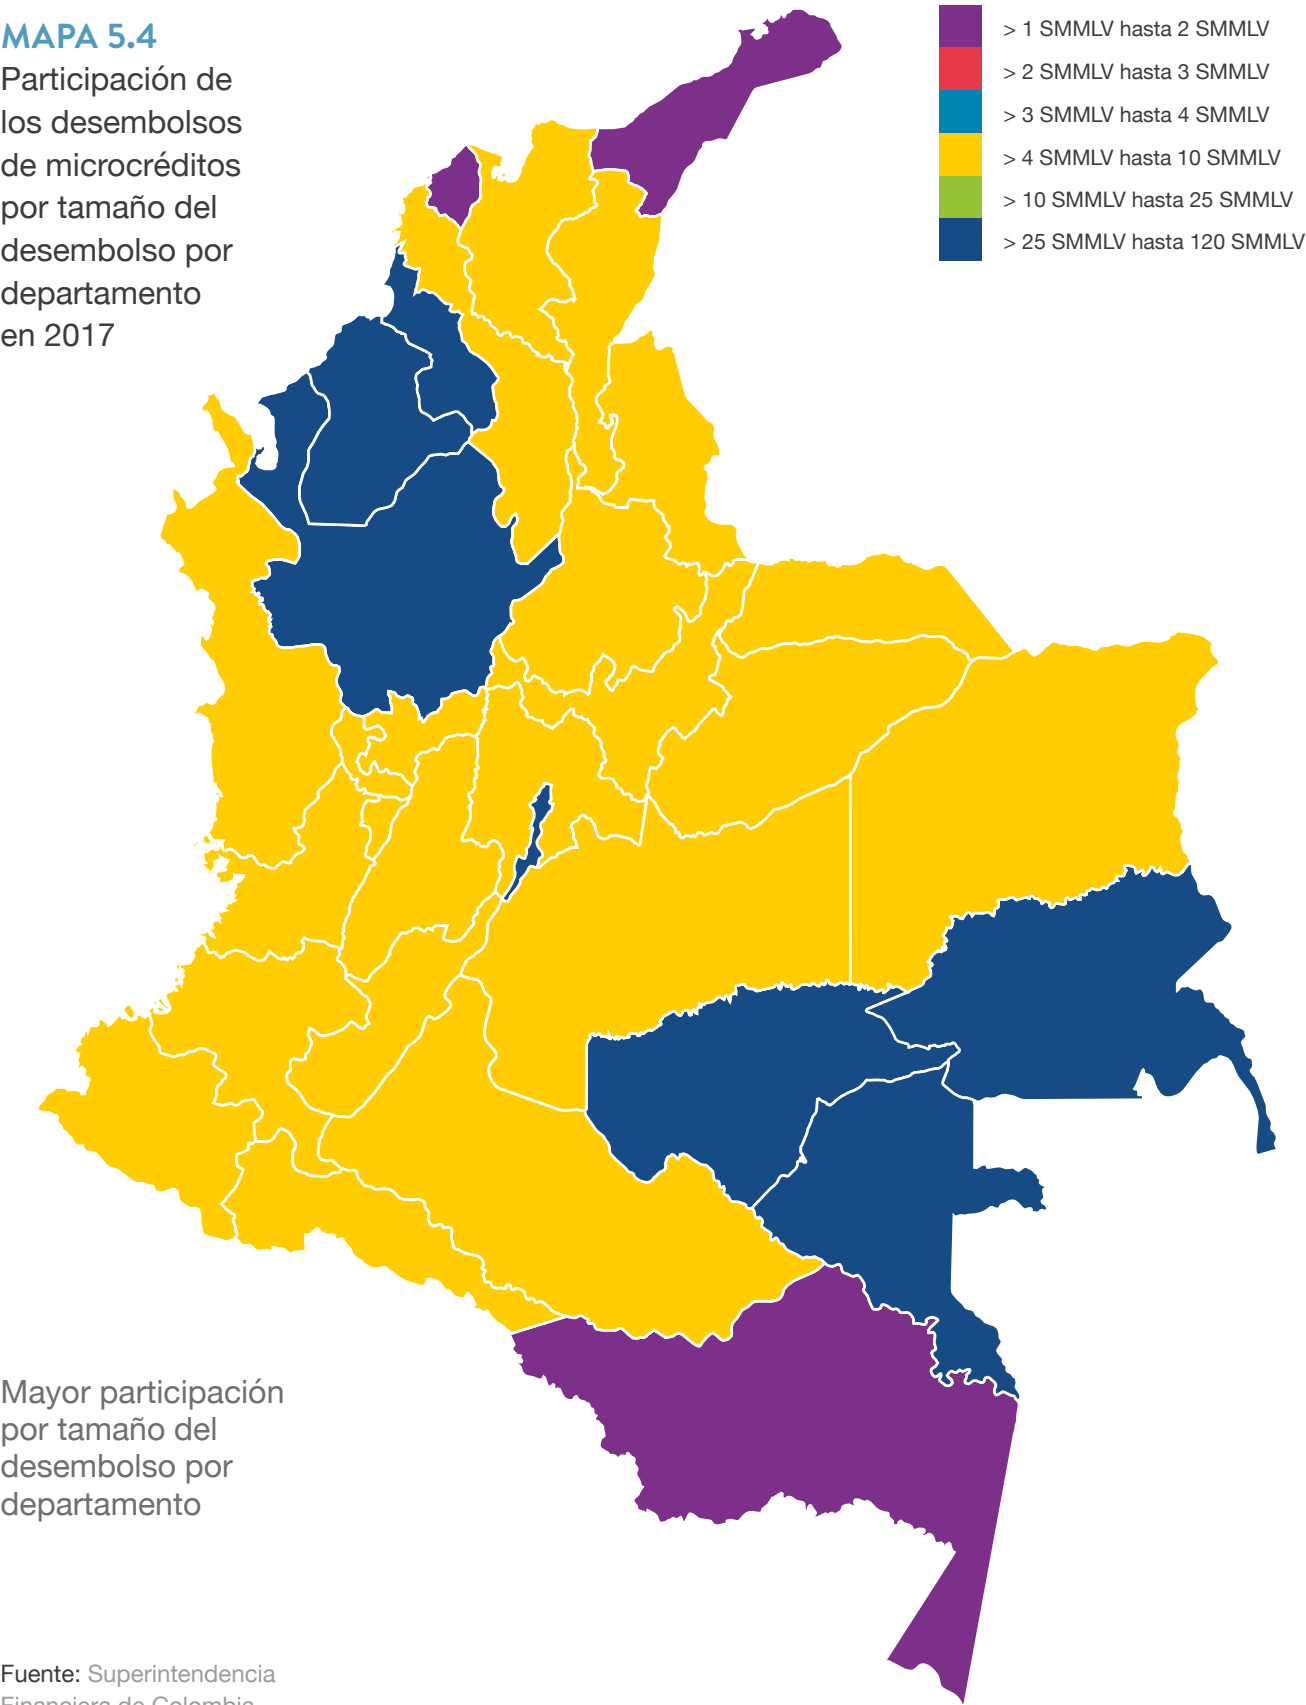 MAPA 5.4
Participación de
los desembolsos
de microcréditos
por tamaño del
desembolso por
departamento
en 2017
> 1 SMMLV hasta 2 SMMLV
> 2 SMMLV hasta 3 SMMLV
> 3 SMMLV hasta 4 SMMLV
> 4 SMMLV hasta 10 SMMLV
> 10 SMMLV hasta 25 SMMLV
> 25 SMMLV hasta 120 SMMLV
Mayor participación
por tamaño del
desembolso por
departamento
Fuente: Superintendencia
Financiera de Colombia